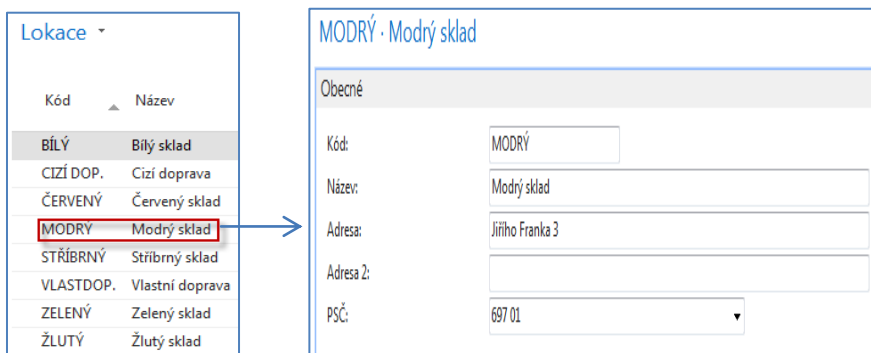 Lokace
Kód Název
BÍLÝ Bílý sklad
CIZÍ DOP. Cizí doprava
ČERVENÝ Červený sklad
MODRÝ Modrý sklad
STŘÍBRNÝ Stříbrný sklad
VLASTDOP. Vlastní doprava
ZELENÝ Zelený sklad
ŽLUTÝ Žlutý sklad
MODRÝ · Modrý sklad
Obecné
Kód: MODRÝ
Název: Modrý sklad
Adresa: Jiřího Franka 3
Adresa 2:
PSČ: 697 01